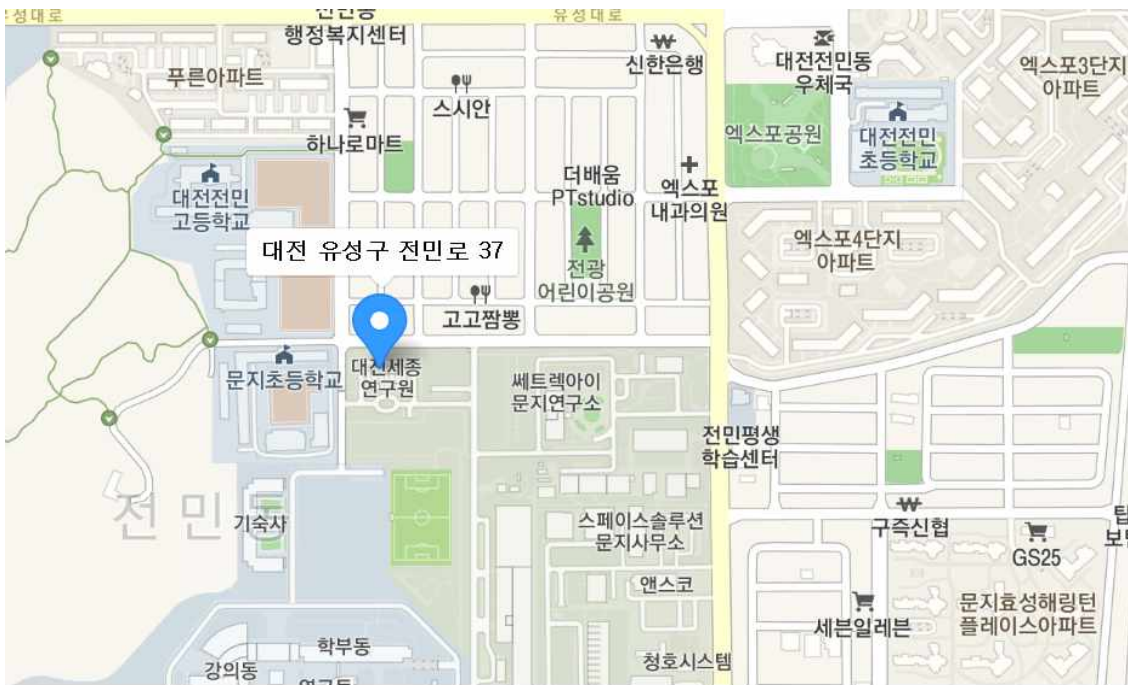 유성대로
유성대로
전민동
행정복지센터
신한은행
대전전민동
우체국
엑스포3단지
아파트
푸른아파트
스시안
하나로마트
엑스포공원
대전전민
초등학교
대전전민
고등학교
더배움
PTstudio
엑스포
내과의원
엑스포4단지
아파트
대전 유성구 전민로 37
전광
어린이공원
고고짬뽕
문지초등학교
대전세종
연구원
쎄트렉아이
문지연구소
전민평생
학습센터
전민동
기숙사
스페이스솔루션
문지사무소
구즉신협
GS25
앤스코
세븐일레븐
문지효성해링턴
플레이스아파트
학부동
강의동
청호시스템